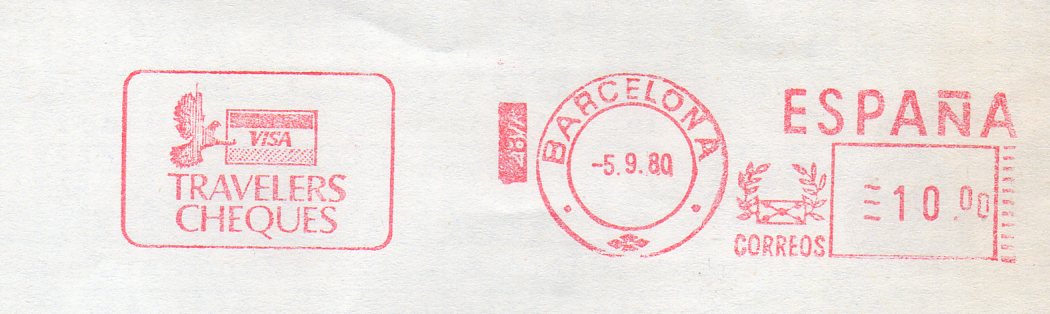 VISA
TRAVELERS
CHEQUES
BARCELONA
-5.9.80
ESPAÑA
CORREOS
10.00